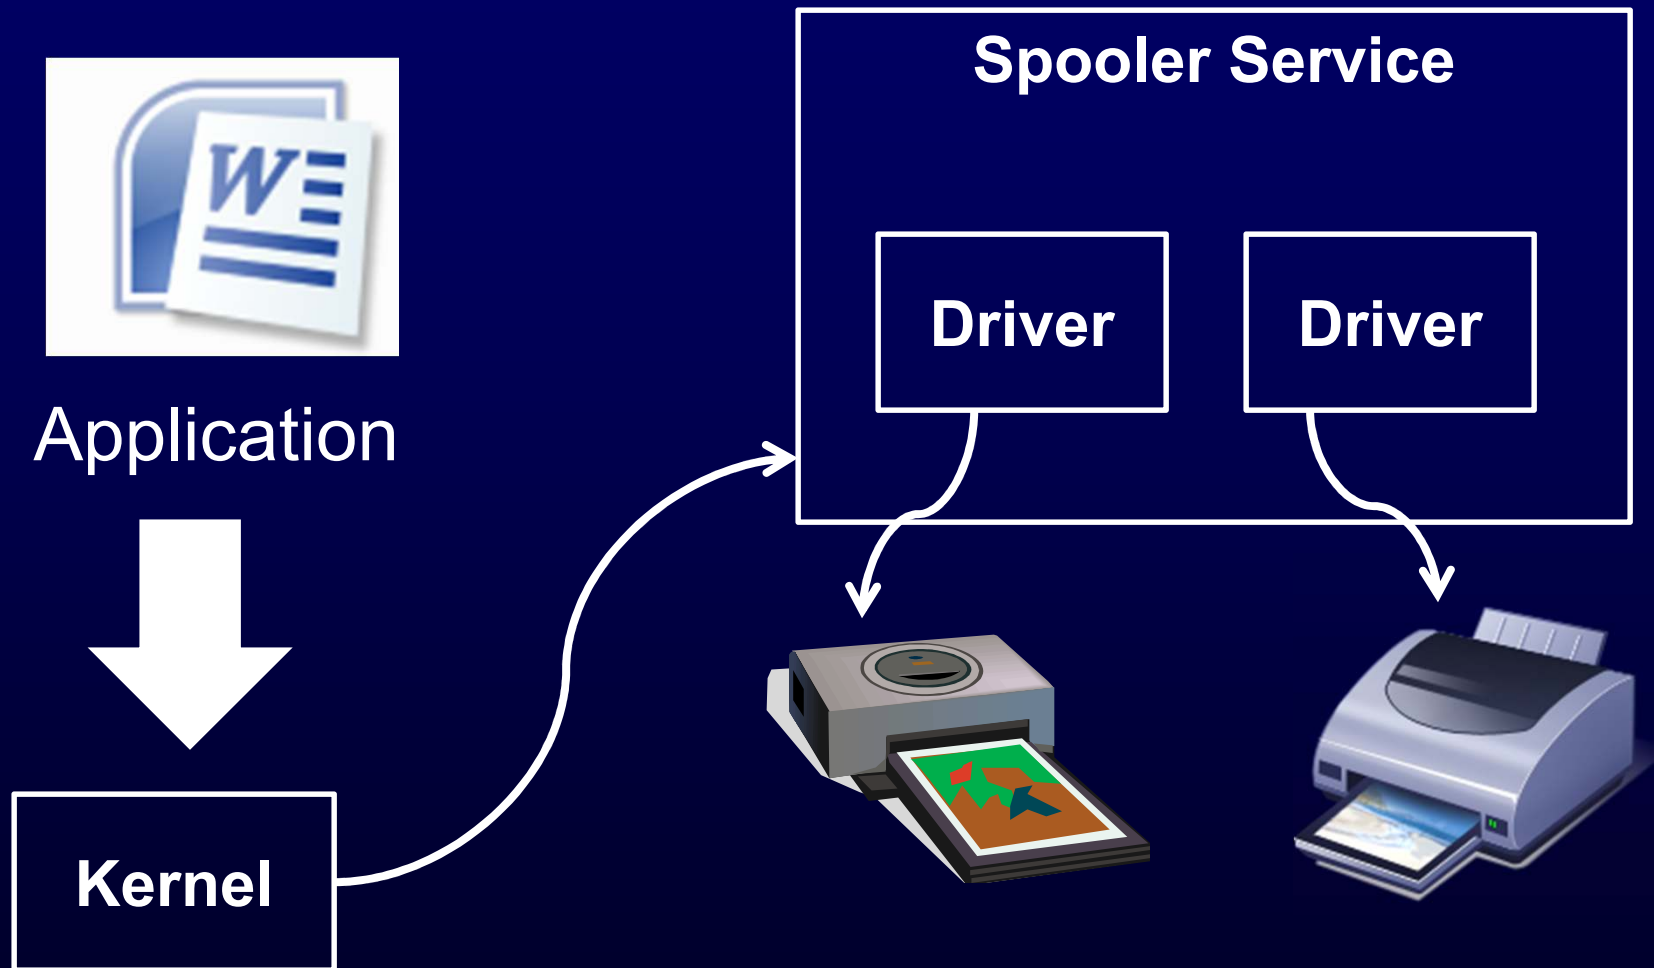 Spooler Service
W
Driver
Driver
Application
Kernel